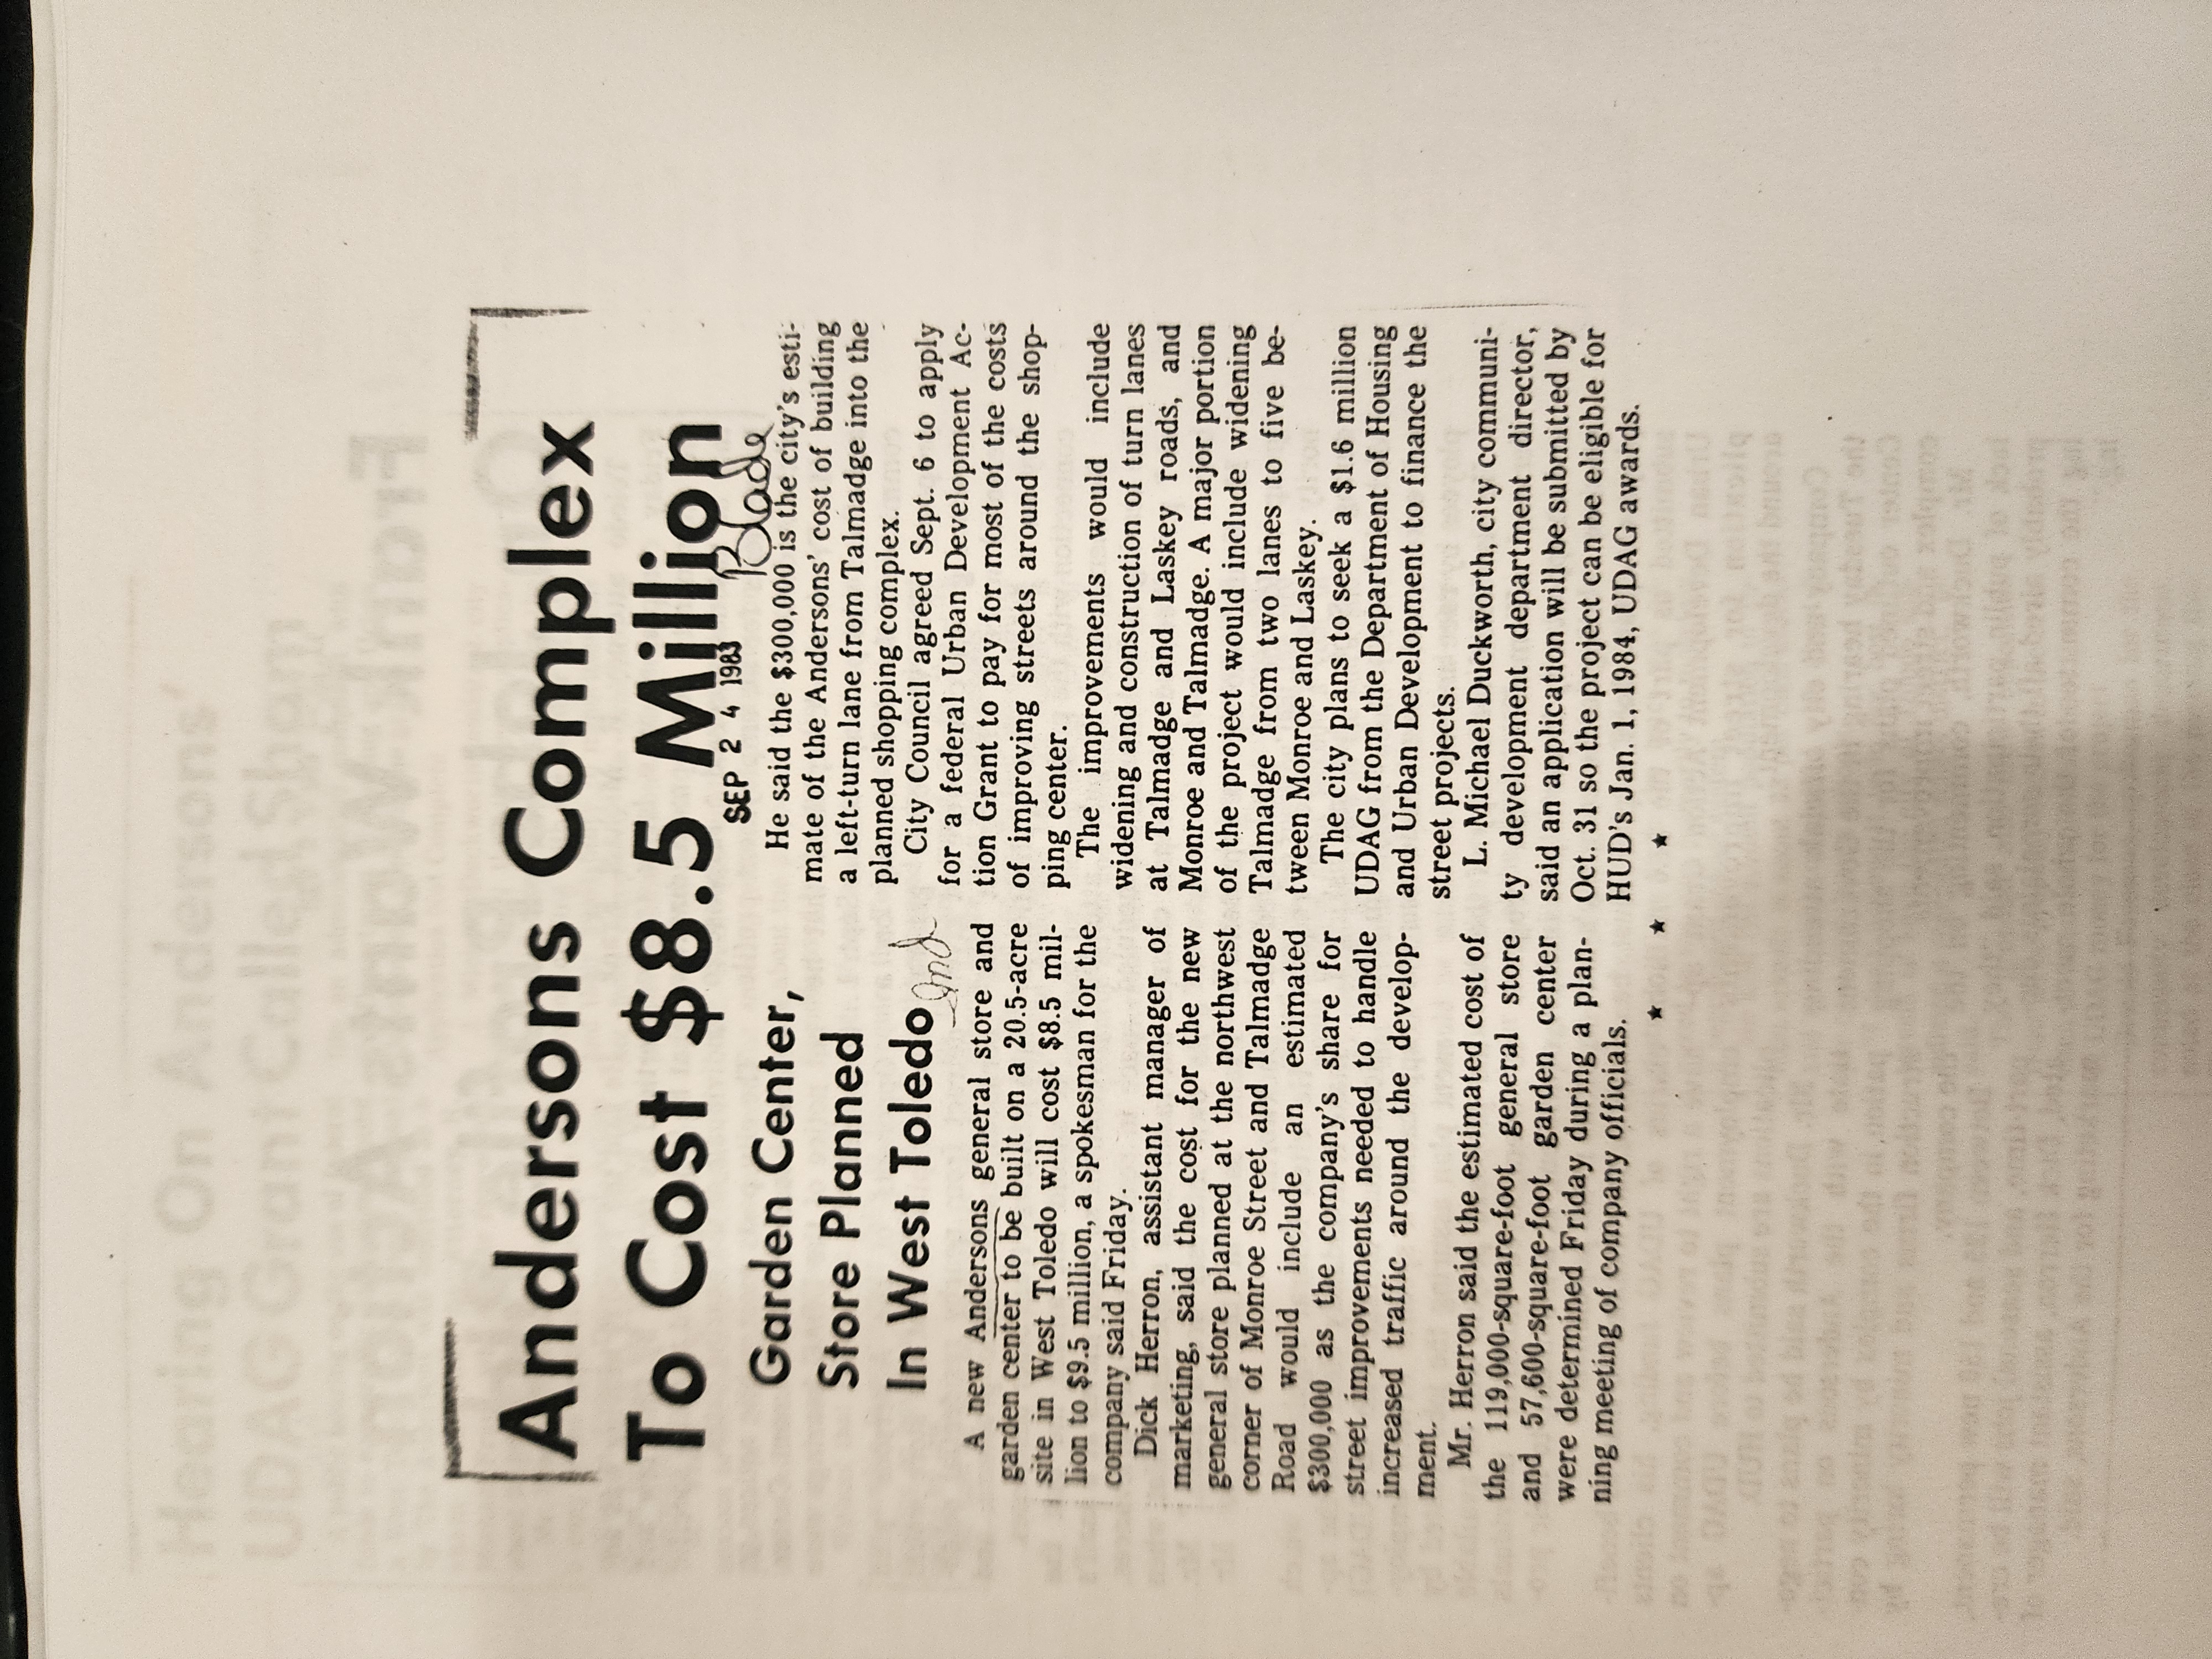 Andersons Complex
To Cost $8.5 Million
SEP 24 1983
Blade
Garden Center,
Store Planned
In West Toledo
A new Andersons general store and
garden center to be built on a 20.5-acre
site in West Toledo will cost $8.5 mil-
lion to $9.5 million, a spokesman for the
company said Friday.
Dick Herron, assistant manager of
marketing, said the cost for the new
general store planned at the northwest
corner of Monroe Street and Talmadge
Road would include an estimated
$300,000 as the company's share for
street improvements needed to handle
increased traffic around the develop-
ment.
Mr. Herron said the estimated cost of
the 119,000-square-foot general store
and 57,600-square-foot garden center
were determined Friday during a plan-
ning meeting of company officials.
He said the $300,000 is the city's esti-
mate of the Andersons' cost of building
a left-turn lane from Talmadge into the
planned shopping complex.
City Council agreed Sept. 6 to apply
for a federal Urban Development Ac-
tion Grant to pay for most of the costs
of improving streets around the shop-
ping center.
The improvements would include
widening and construction of turn lanes
at Talmadge and Laskey roads, and
Monroe and Talmadge. A major portion
of the project would include widening
Talmadge from two lanes to five be-
tween Monroe and Laskey.
The city plans to seek a $1.6 million
UDAG from the Department of Housing
and Urban Development to finance the
street projects.
L. Michael Duckworth, city communi-
ty development department director,
said an application will be submitted by
Oct. 31 so the project can be eligible for
HUD's Jan. 1, 1984, UDAG awards.
★ ★ ★